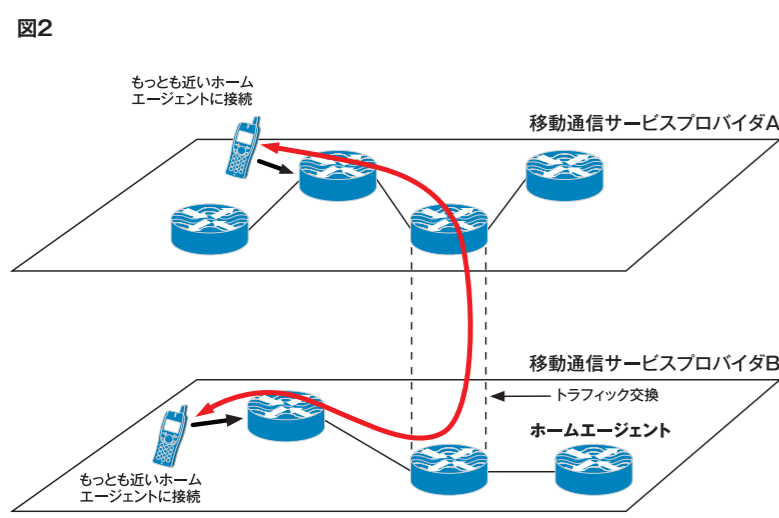 図2
もっとも近いホーム
エージェントに接続
移動通信サービスプロバイダA
移動通信サービスプロバイダB
トラフィック交換
ホームエージェント
もっとも近いホーム
エージェントに接続